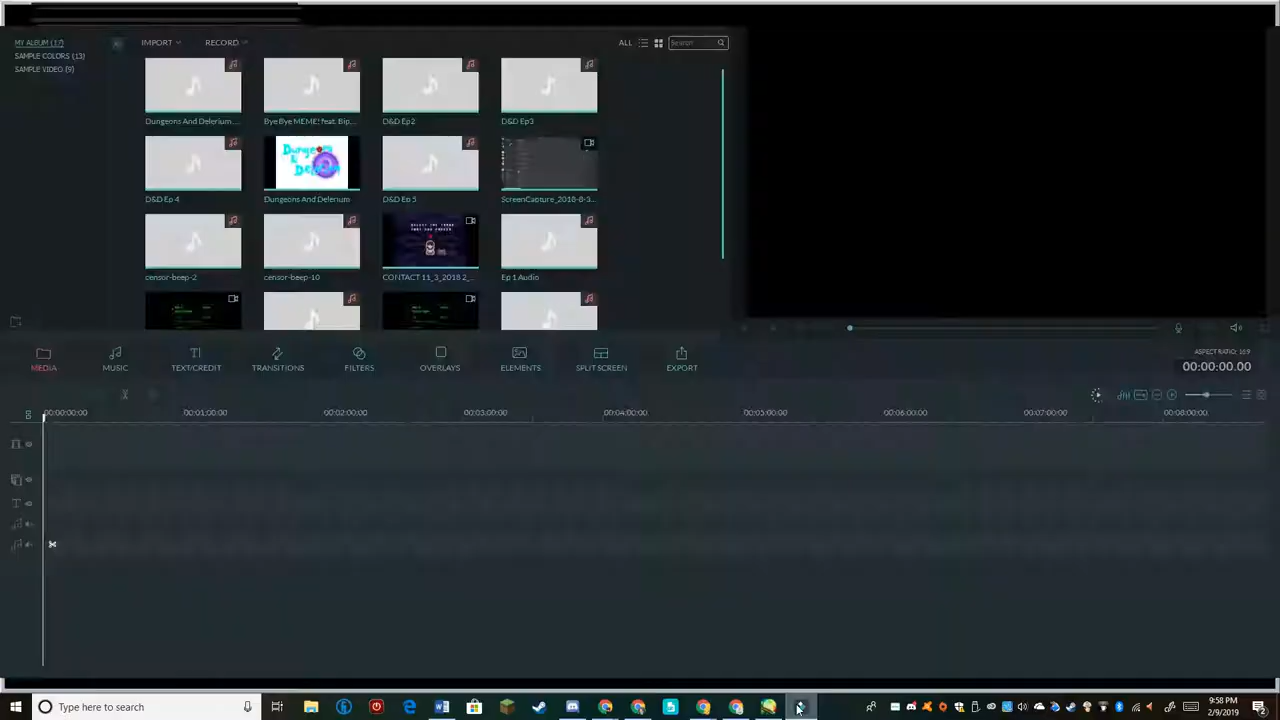 MY ALBUM (17)
SAMPLE COLORS (13)
SAMPLE VIDEO (9)
IMPORT
RECORD
ALL
Search
Dungeons And Delerium...
Bye Bye MEME! feat. Bip...
D&D Ep2
D&D Ep3
D&D Ep 4
Dungeons And Delerium
D&D Ep 5
ScreenCapture_2018-8-3...
censor-beep-2
censor-beep-10
CONTACT 11_3_2018 2_...
Ep 1 Audio
MEDIA
MUSIC
TEXT/CREDIT
TRANSITIONS
FILTERS
OVERLAYS
ELEMENTS
SPLIT SCREEN
EXPORT
ASPECT RATIO: 16:9
00:00:00.00
00:00:00:00
00:01:00:00
00:02:00:00
00:03:00:00
00:04:00:00
00:05:00:00
00:06:00:00
00:07:00:00
00:08:00:00
Type here to search
9:58 PM
2/9/2019